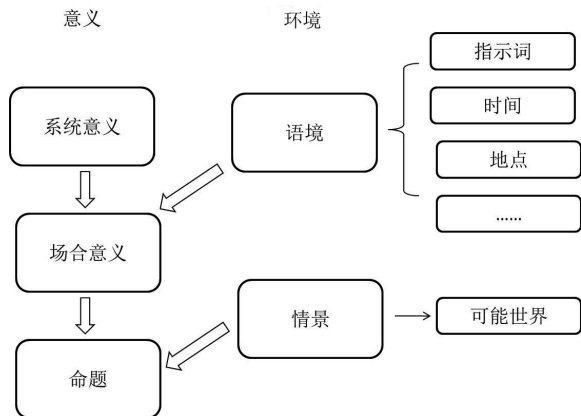 意义
环境
系统意义
语境
指示词
时间
地点
……
场合意义
情景
可能世界
命题